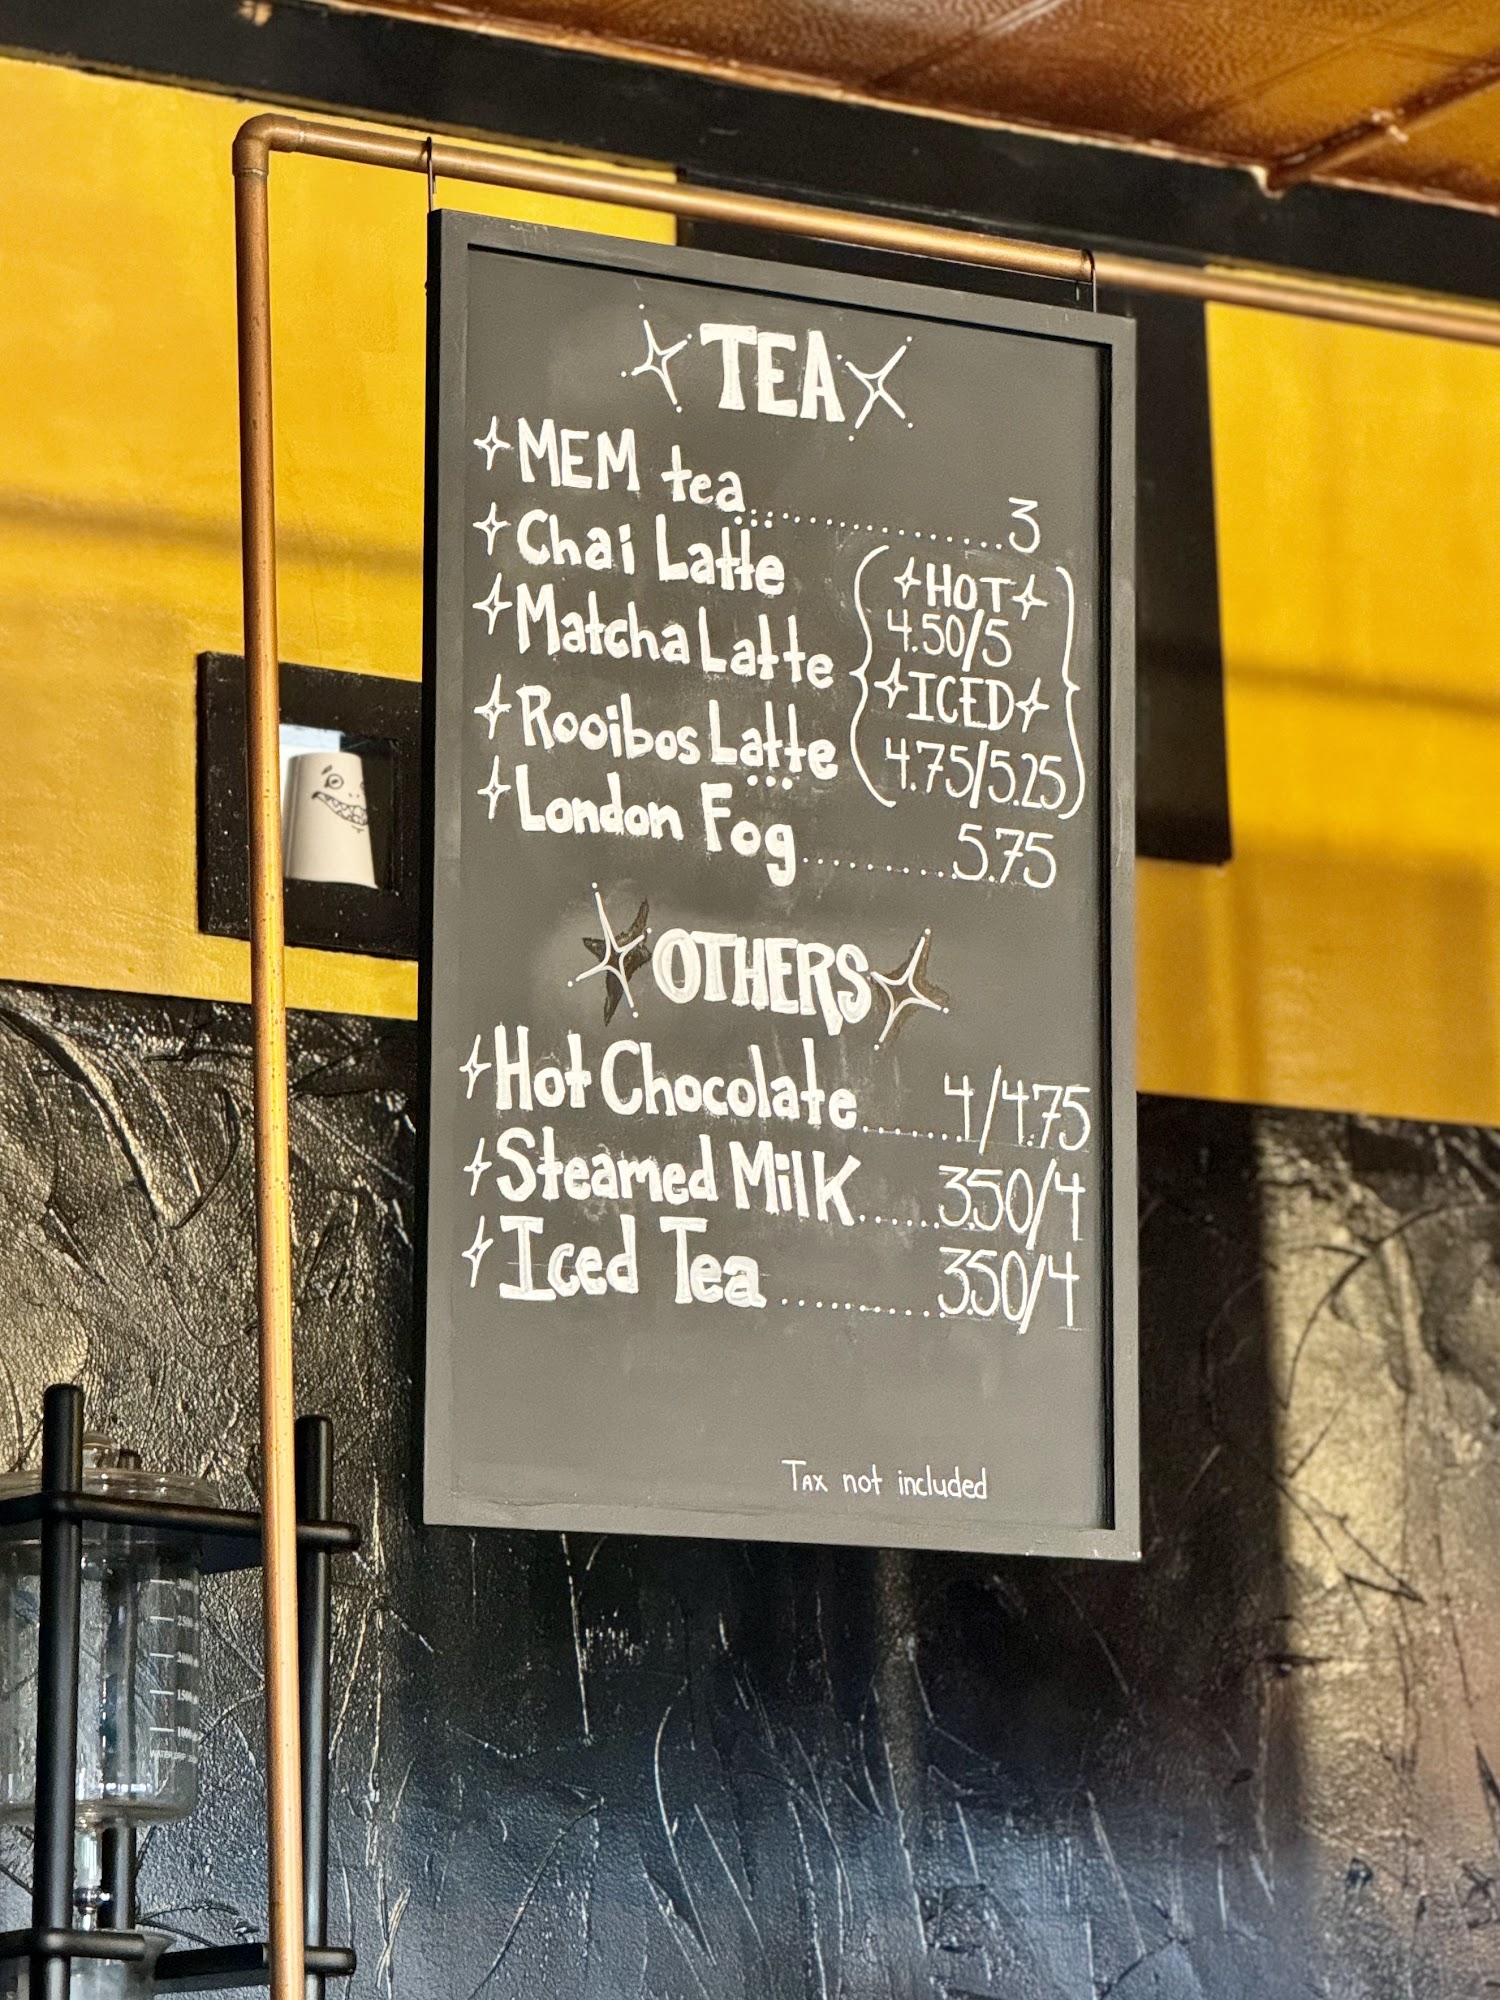 TEA
MEM tea.................3
Chai Latte
Matcha Latte
Rooibos Latte
HOT
4.50/5
ICED
4.75/5.25
London Fog..........5.75
OTHERS
Hot Chocolate.......4/4.75
Steamed Milk......3.50/4
Iced Tea...........3.50/4
Tax not included